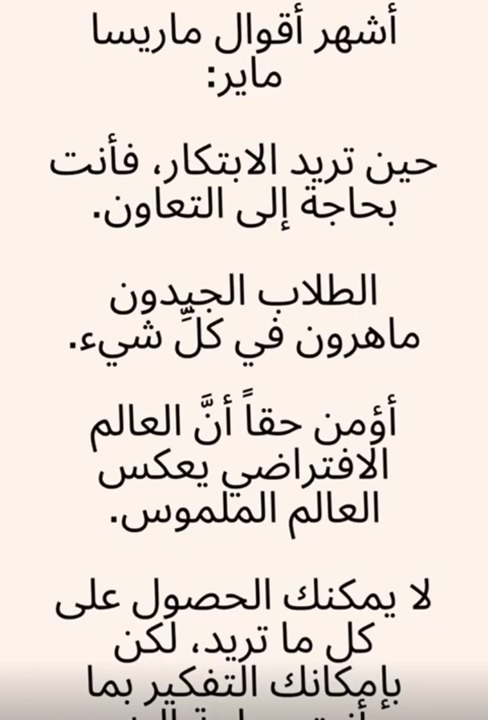 أشهر أقوال ماريسا
ماير:
حين تريد الابتكار، فأنت
بحاجة إلى التعاون.
الطلاب الجيدون
ماهرون في كلِّ شيء.
أؤمن حقاً أنَّ العالم
الافتراضي يعكس
العالم الملموس.
لا يمكنك الحصول على
كل ما تريد، لكن
بإمكانك التفكير بما